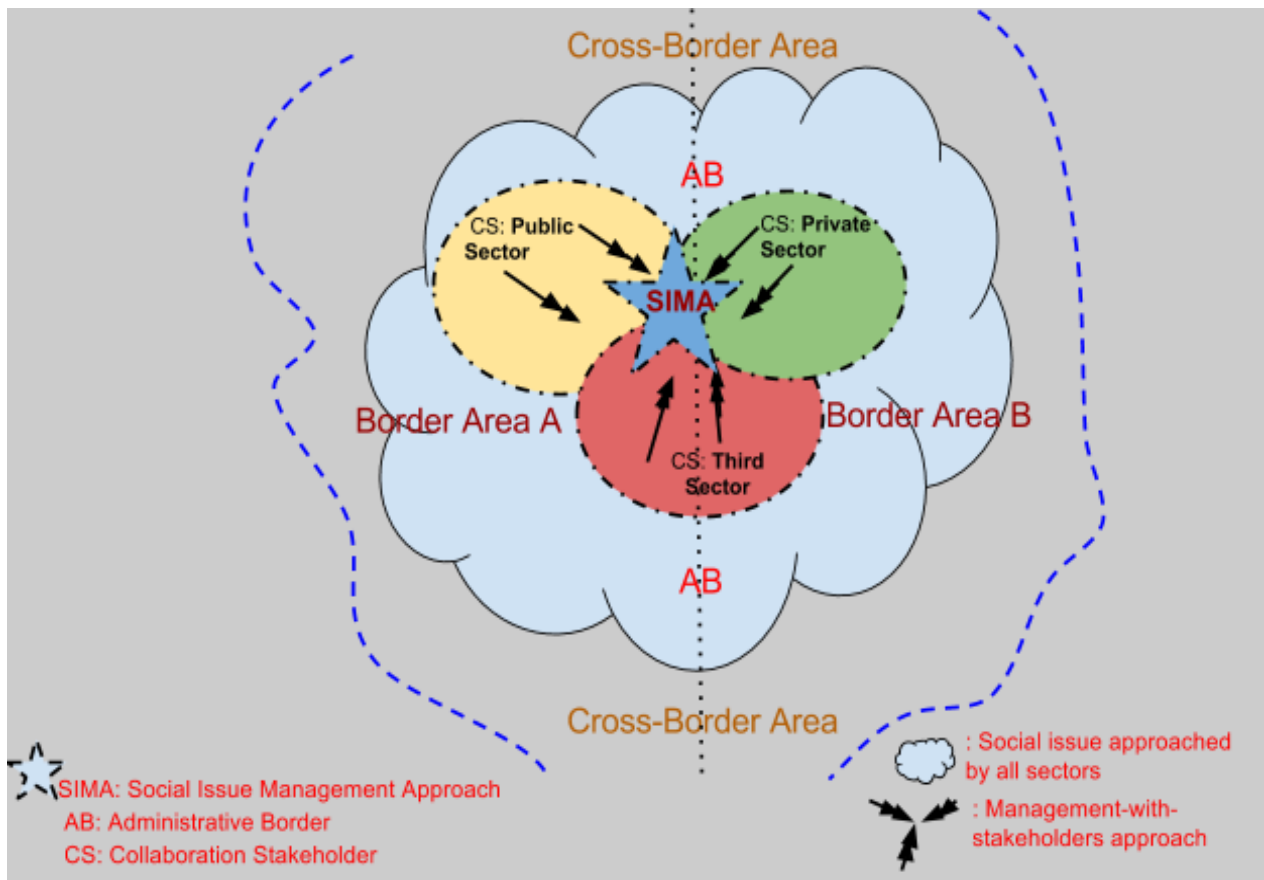 Cross-Border Area
AB
CS: Public
Sector
CS: Private
Sector
SIMA
Border Area A
Border Area B
CS: Third
Sector
AB
Cross-Border Area
SIMA: Social Issue Management Approach
AB: Administrative Border
CS: Collaboration Stakeholder
: Social issue approached
by all sectors
: Management-with-
stakeholders approach